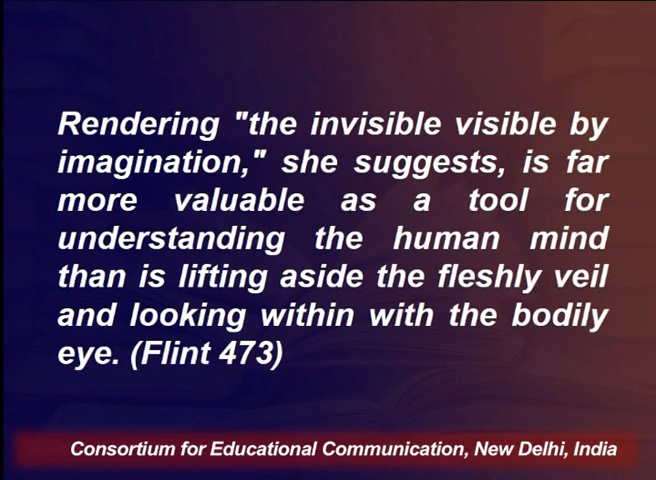 Rendering "the invisible visible by
imagination," she suggests, is far
more valuable as a tool for
understanding the human mind
than is lifting aside the fleshly veil
and looking within with the bodily
eye. (Flint 473)
Consortium for Educational Communication, New Delhi, India